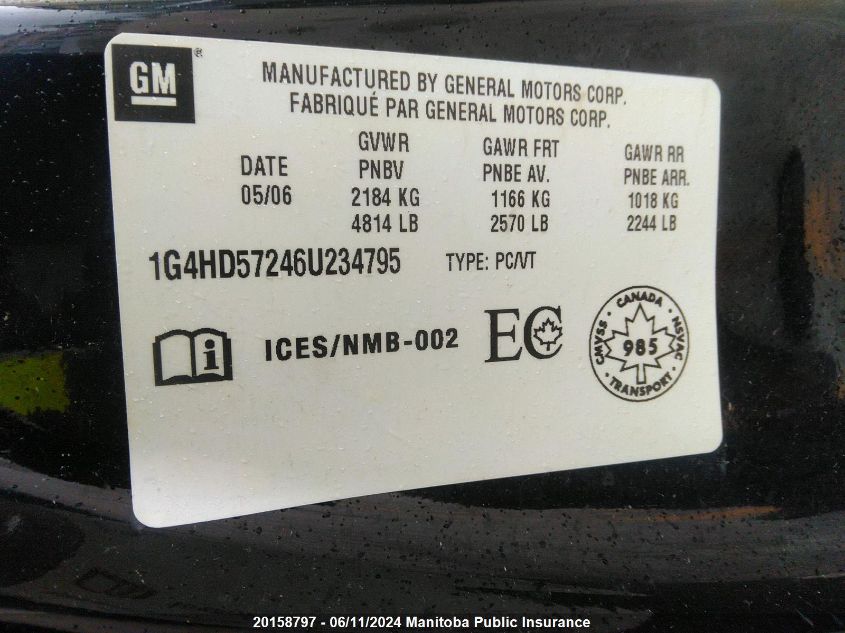 GM ®
MANUFACTURED BY GENERAL MOTORS CORP.
FABRIQUÉ PAR GENERAL MOTORS CORP.
DATE
05/06
GVWR
PNBV
2184 KG
4814 LB
GAWR FRT
PNBE AV.
1166 KG
2570 LB
GAWR RR
PNBE ARR.
1018 KG
2244 LB
1G4HD57246U234795 TYPE: PC/VT
i ICES/NMB-002 EC
CANADA
CMVSS 985 NSVAC
TRANSPORT
20158797 - 06/11/2024 Manitoba Public Insurance